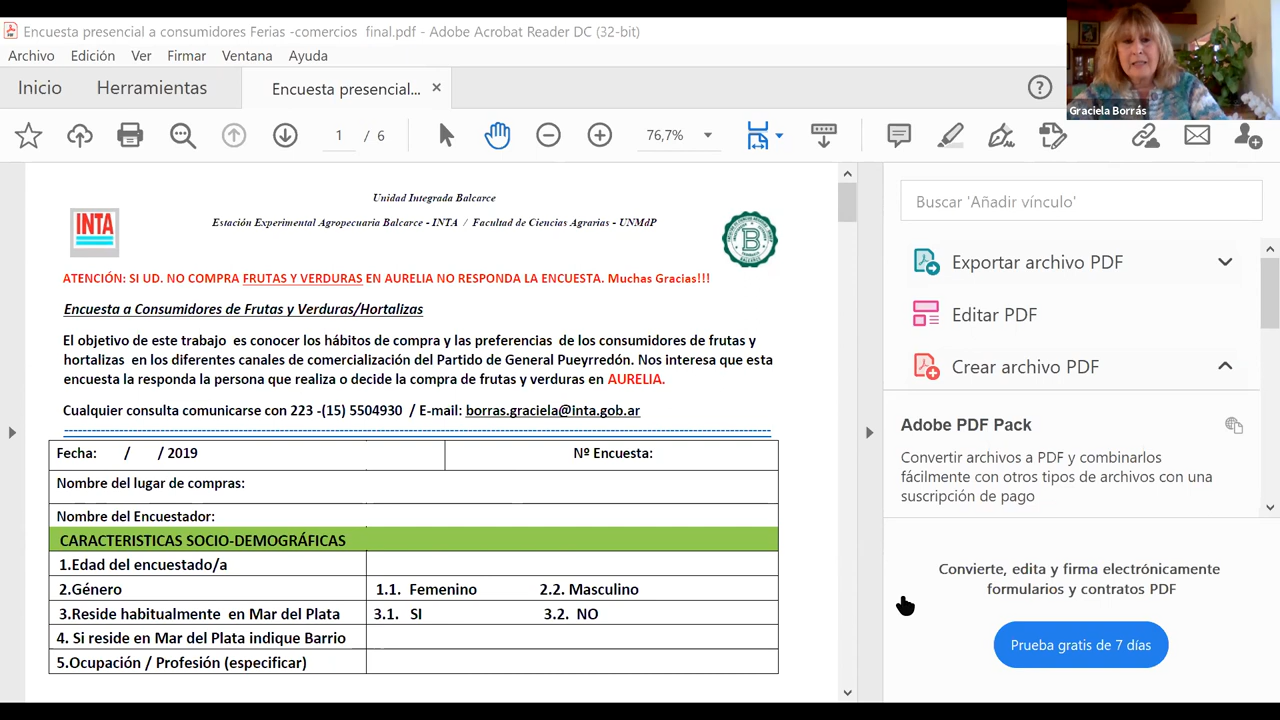 Encuesta presencial a consumidores Ferias -comercios final.pdf - Adobe Acrobat Reader DC (32-bit)
Archivo Edición Ver Firmar Ventana Ayuda
Inicio Herramientas Encuesta presencial... ×
Graciela Borrás
1 / 6 76,7%
Unidad Integrada Balcarce
INTA
Estación Experimental Agropecuaria Balcarce - INTA / Facultad de Ciencias Agrarias - UNMdP
B
ATENCIÓN: SI UD. NO COMPRA FRUTAS Y VERDURAS EN AURELIA NO RESPONDA LA ENCUESTA. Muchas Gracias!!!
Encuesta a Consumidores de Frutas y Verduras/Hortalizas
El objetivo de este trabajo es conocer los hábitos de compra y las preferencias de los consumidores de frutas y
hortalizas en los diferentes canales de comercialización del Partido de General Pueyrredón. Nos interesa que esta
encuesta la responda la persona que realiza o decide la compra de frutas y verduras en AURELIA.
Cualquier consulta comunicarse con 223 -(15) 5504930 / E-mail: borras.graciela@inta.gob.ar
Fecha: / / 2019 Nº Encuesta:
Nombre del lugar de compras:
Nombre del Encuestador:
CARACTERISTICAS SOCIO-DEMOGRÁFICAS
1.Edad del encuestado/a
2.Género 1.1. Femenino 2.2. Masculino
3.Reside habitualmente en Mar del Plata 3.1. SI 3.2. NO
4. Si reside en Mar del Plata indique Barrio
5.Ocupación / Profesión (especificar)
Buscar 'Añadir vínculo'
Exportar archivo PDF
Editar PDF
Crear archivo PDF
Adobe PDF Pack
Convertir archivos a PDF y combinarlos
fácilmente con otros tipos de archivos con una
suscripción de pago
Convierte, edita y firma electrónicamente
formularios y contratos PDF
Prueba gratis de 7 días